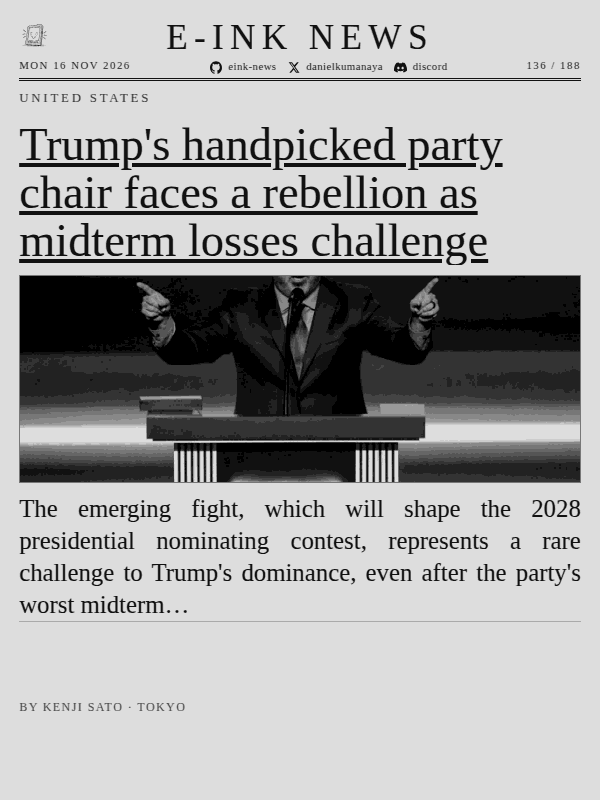 E-INK NEWS
MON 16 NOV 2026
eink-news
danielkumanaya
discord
136 / 188
UNITED STATES
Trump's handpicked party
chair faces a rebellion as
midterm losses challenge
The emerging fight, which will shape the 2028
presidential nominating contest, represents a rare
challenge to Trump's dominance, even after the party's
worst midterm…
BY KENJI SATO · TOKYO